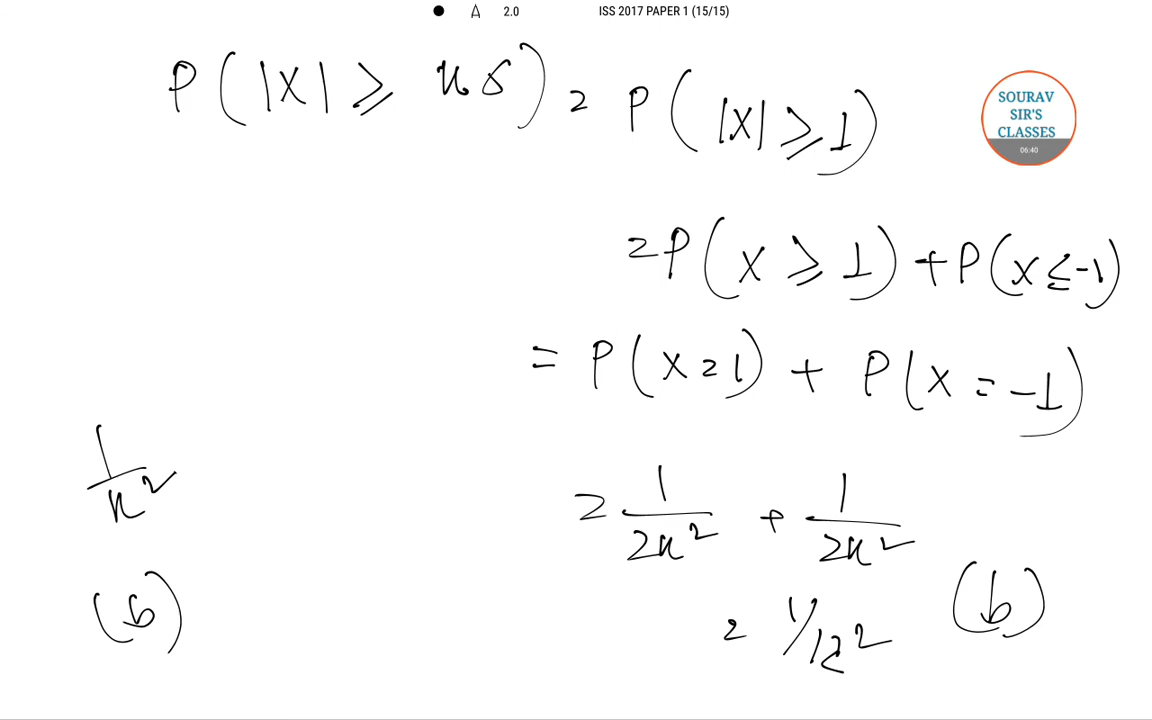 A 2.0 ISS 2017 PAPER 1 (15/15)
SOURAV
SIR'S
CLASSES
06:40
P(|X| ≥ kσ) = P(|X| ≥ 1)
= P(X ≥ 1) + P(X ≤ -1)
= P(X = 1) + P(X = -1)
1/k²
= 1/2k² + 1/2k²
(b)
= 1/k²
(b)